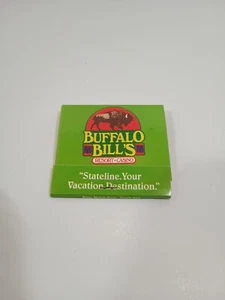 BUFFALO
BILL'S
RESORT • CASINO
"Stateline. Your
Vacation Destination."